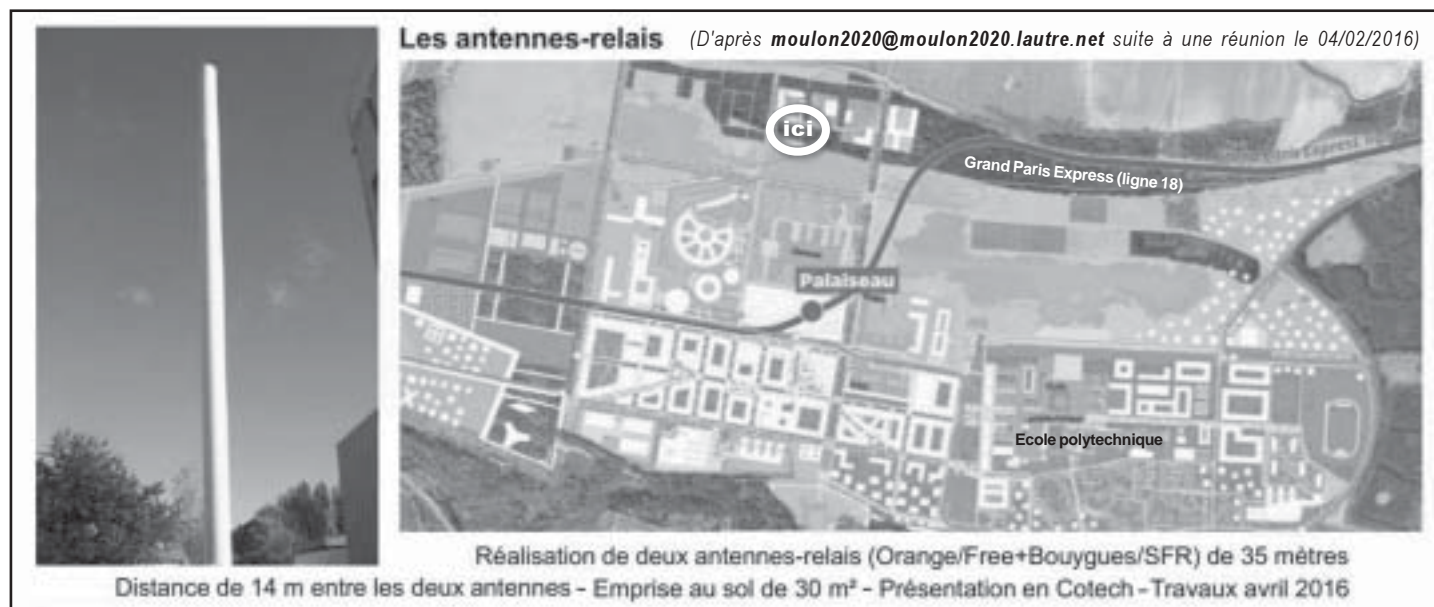 Les antennes-relais (D'après moulon2020@moulon2020.lautre.net suite à une réunion le 04/02/2016)
ici
Grand Paris Express (ligne 18)
Palaiseau
Ecole polytechnique
Réalisation de deux antennes-relais (Orange/Free+Bouygues/SFR) de 35 mètres
Distance de 14 m entre les deux antennes - Emprise au sol de 30 m² - Présentation en Cotech - Travaux avril 2016